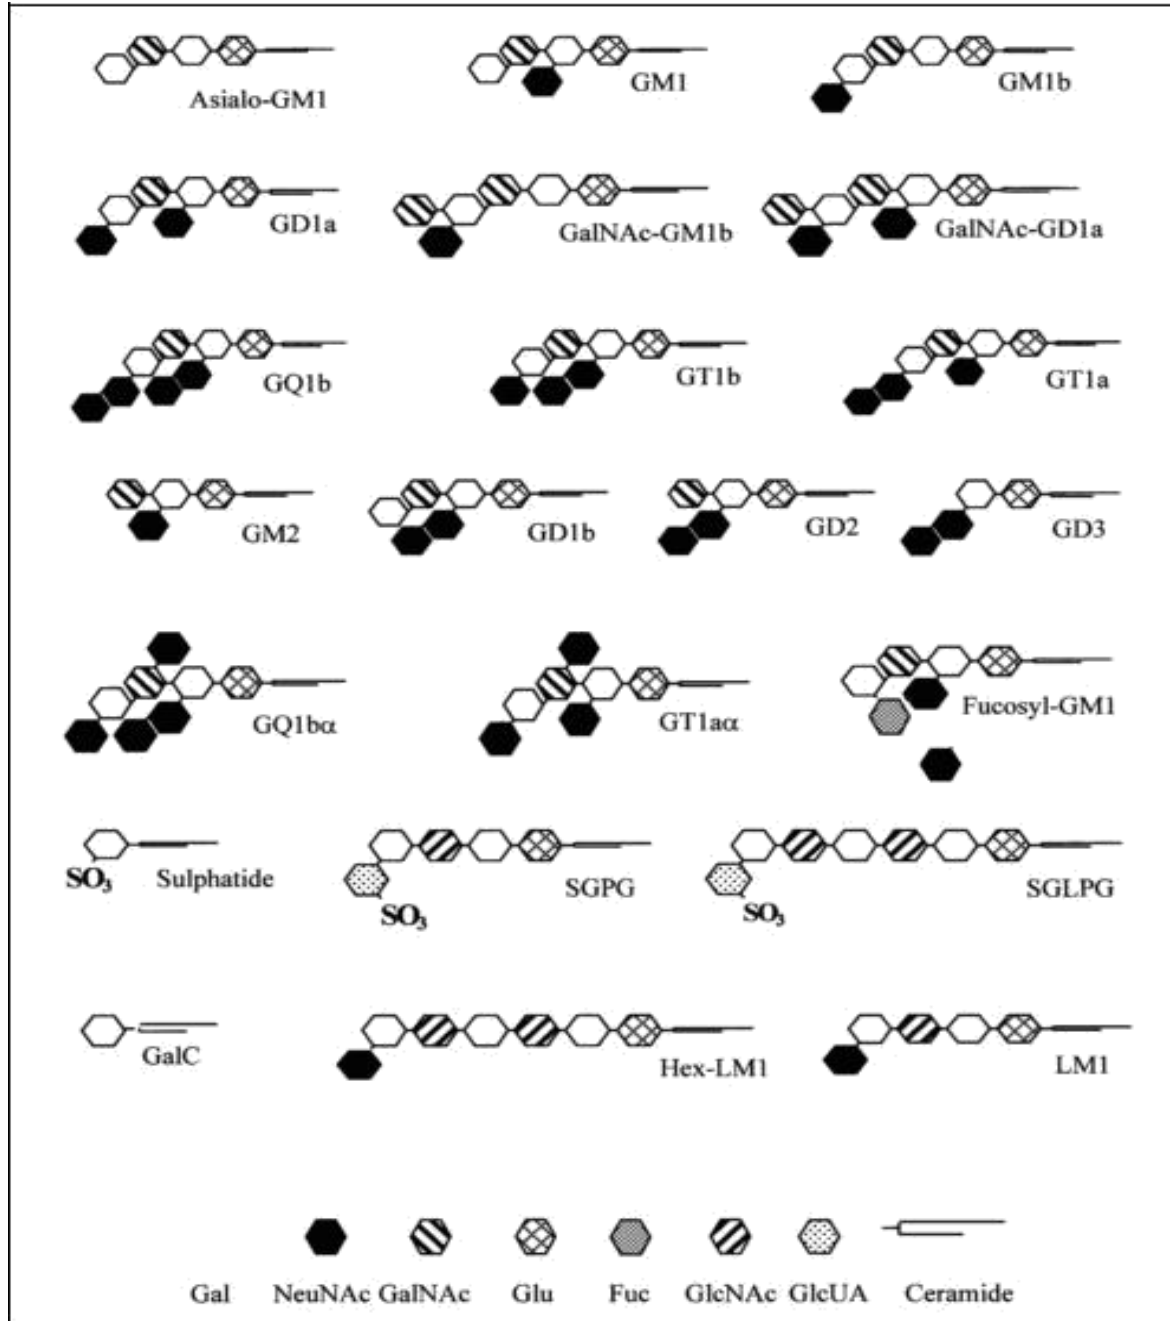 Asialo-GM1
GM1
GM1b
GD1a
GalNAc-GM1b
GalNAc-GD1a
GQ1b
GT1b
GT1a
GM2
GD1b
GD2
GD3
GQ1bα
GT1aα
Fucosyl-GM1
SO3
Sulphatide
SO3
SGPG
SO3
SGLPG
GalC
Hex-LM1
LM1
Gal NeuNAc GalNAc Glu Fuc GlcNAc GlcUA Ceramide